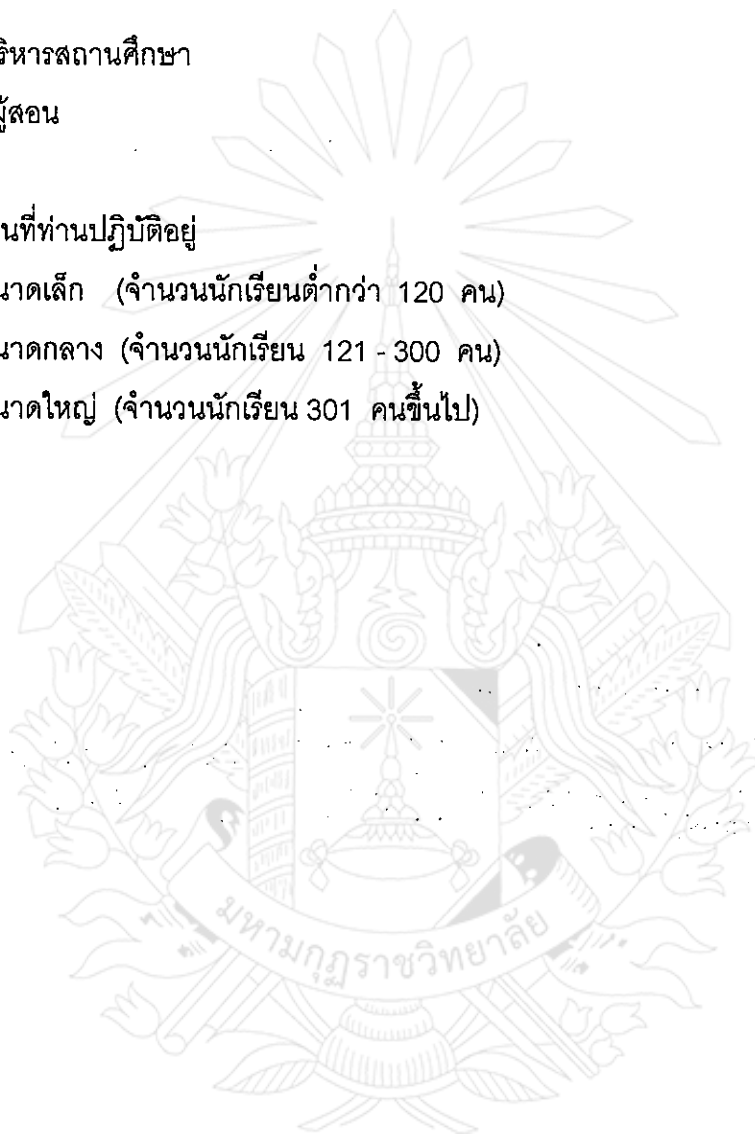 ริหารสถานศึกษา
ผู้สอน
นที่ท่านปฏิบัติอยู่
นาดเล็ก (จำนวนนักเรียนต่ำกว่า 120 คน)
นาดกลาง (จำนวนนักเรียน 121 - 300 คน)
นาดใหญ่ (จำนวนนักเรียน 301 คนขึ้นไป)
มหามกุฏราชวิทยาลัย